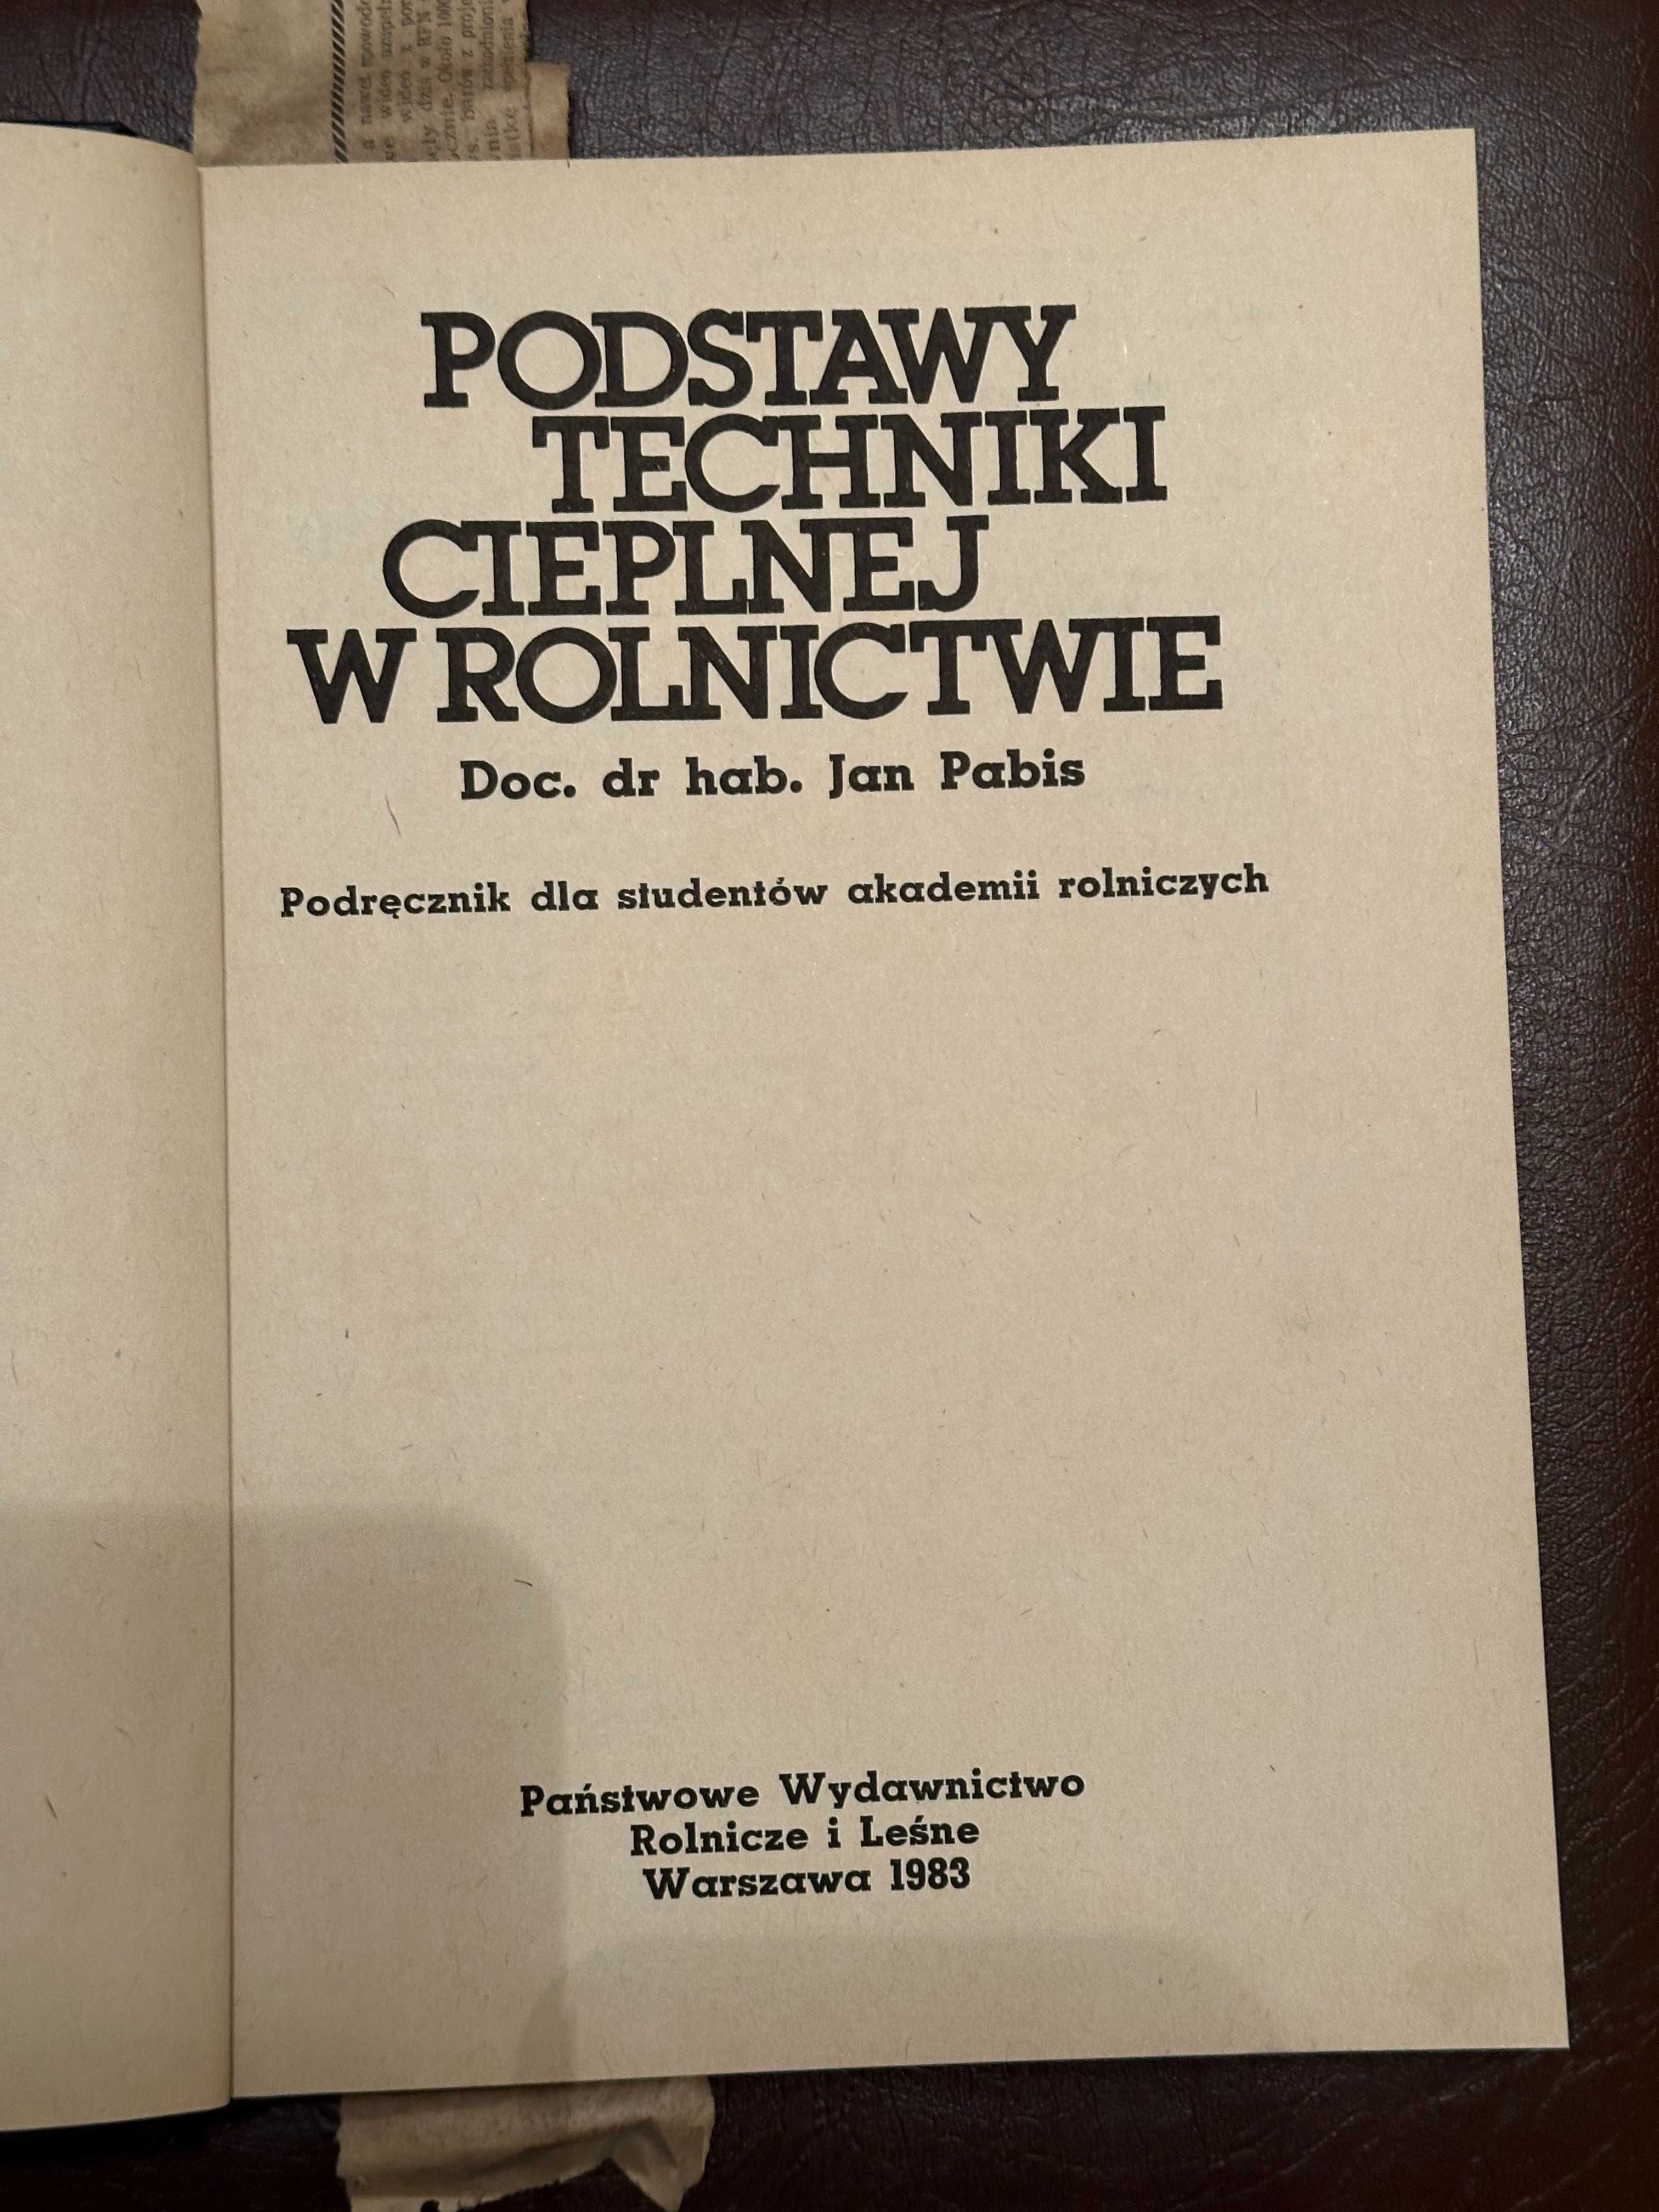 PODSTAWY
TECHNIKI
CIEPLNEJ
W ROLNICTWIE
Doc. dr hab. Jan Pabis
Podręcznik dla studentów akademii rolniczych
Państwowe Wydawnictwo
Rolnicze i Leśne
Warszawa 1983